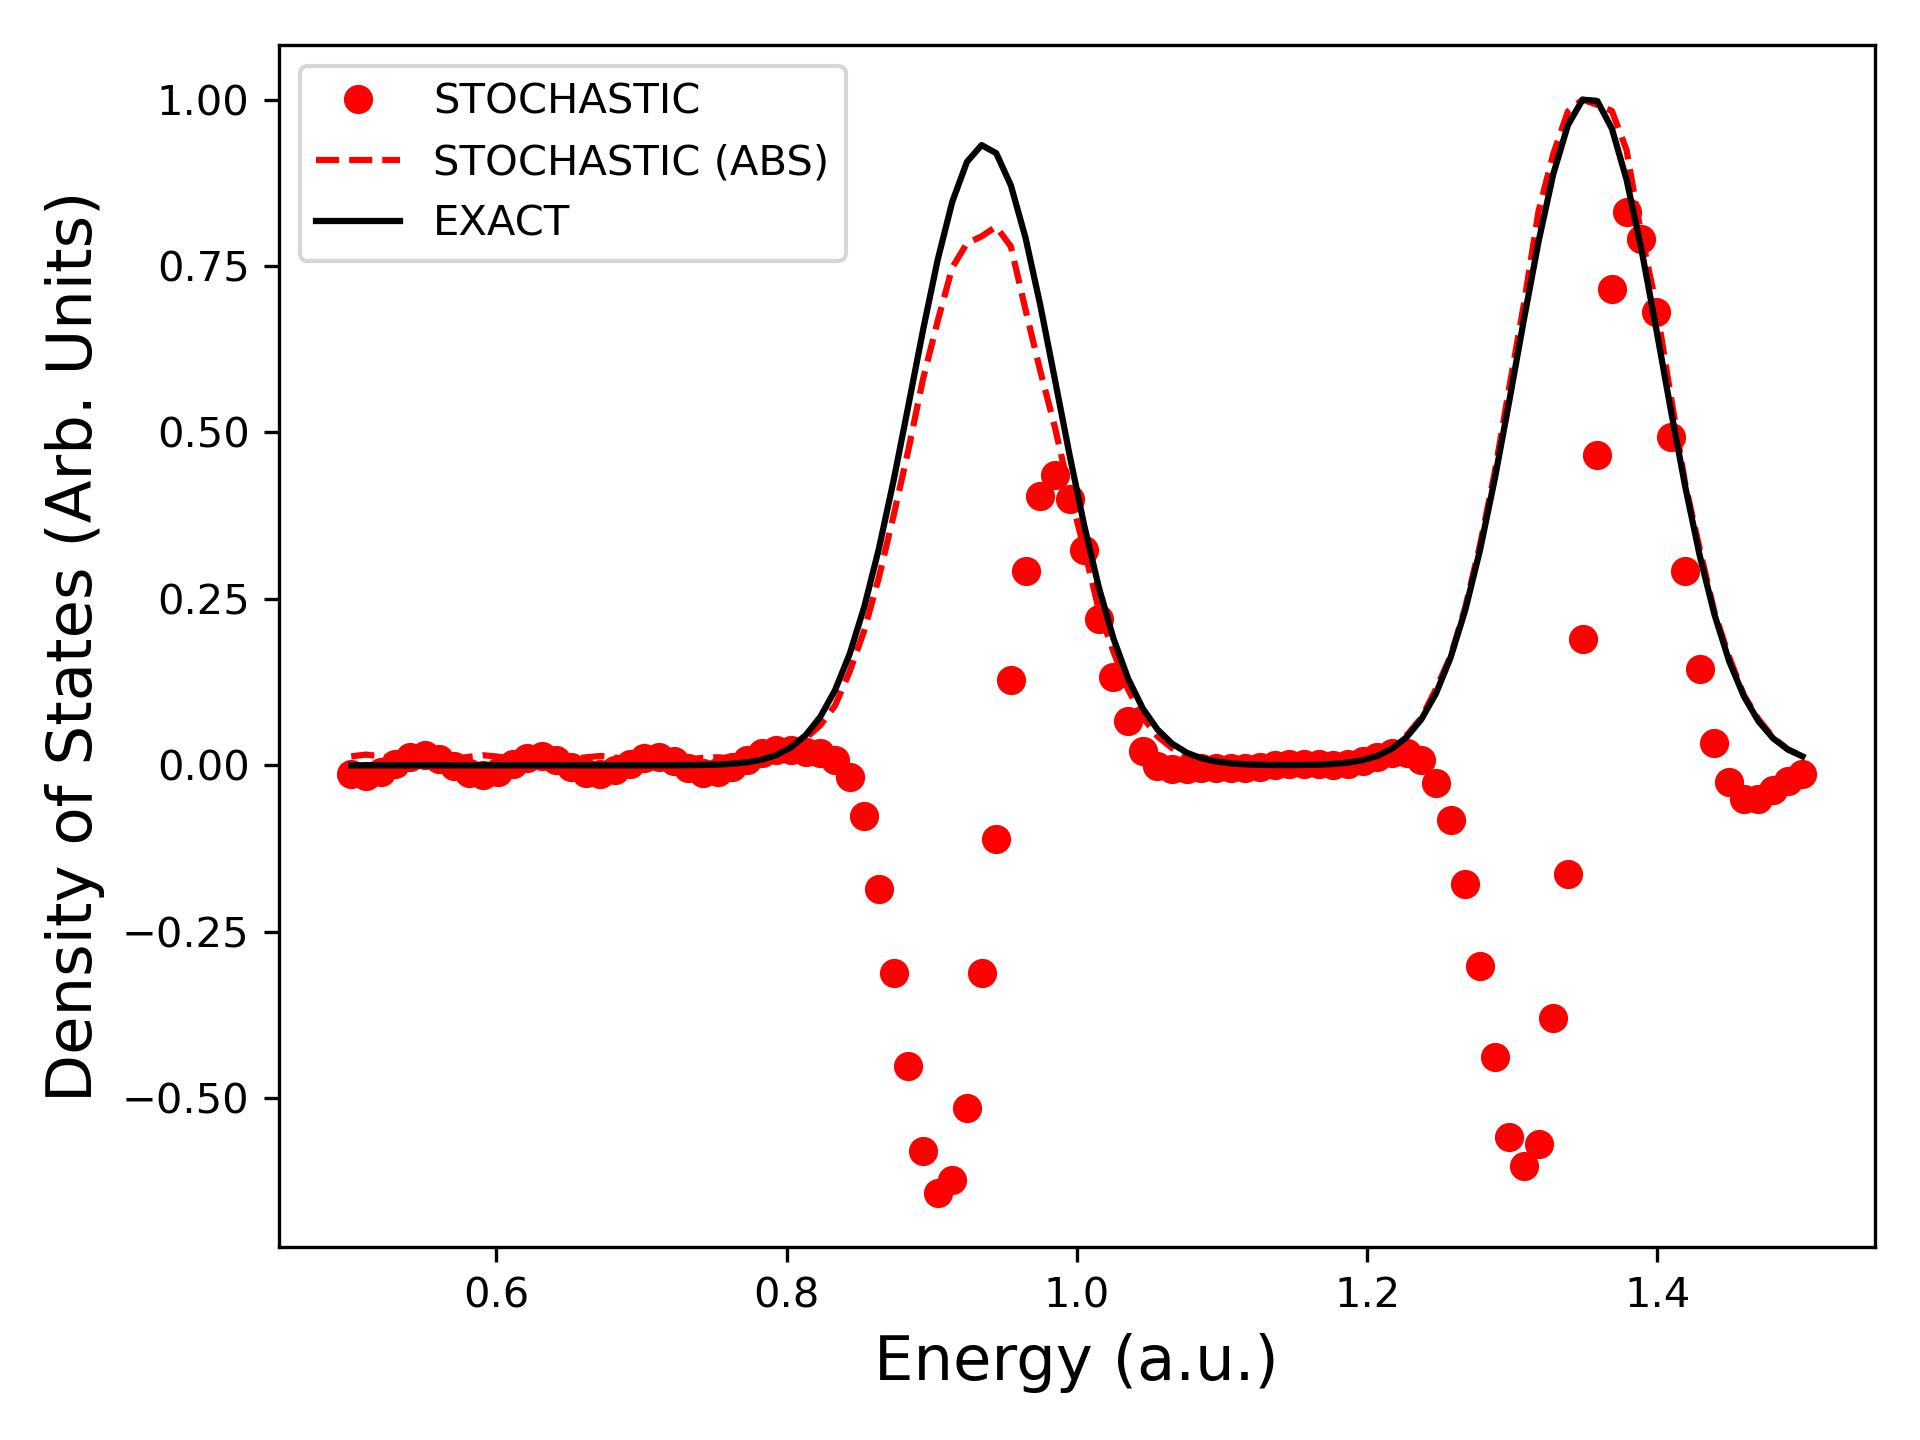 STOCHASTIC
STOCHASTIC (ABS)
EXACT
Density of States (Arb. Units)
1.00
0.75
0.50
0.25
0.00
−0.25
−0.50
0.6 0.8 1.0 1.2 1.4
Energy (a.u.)